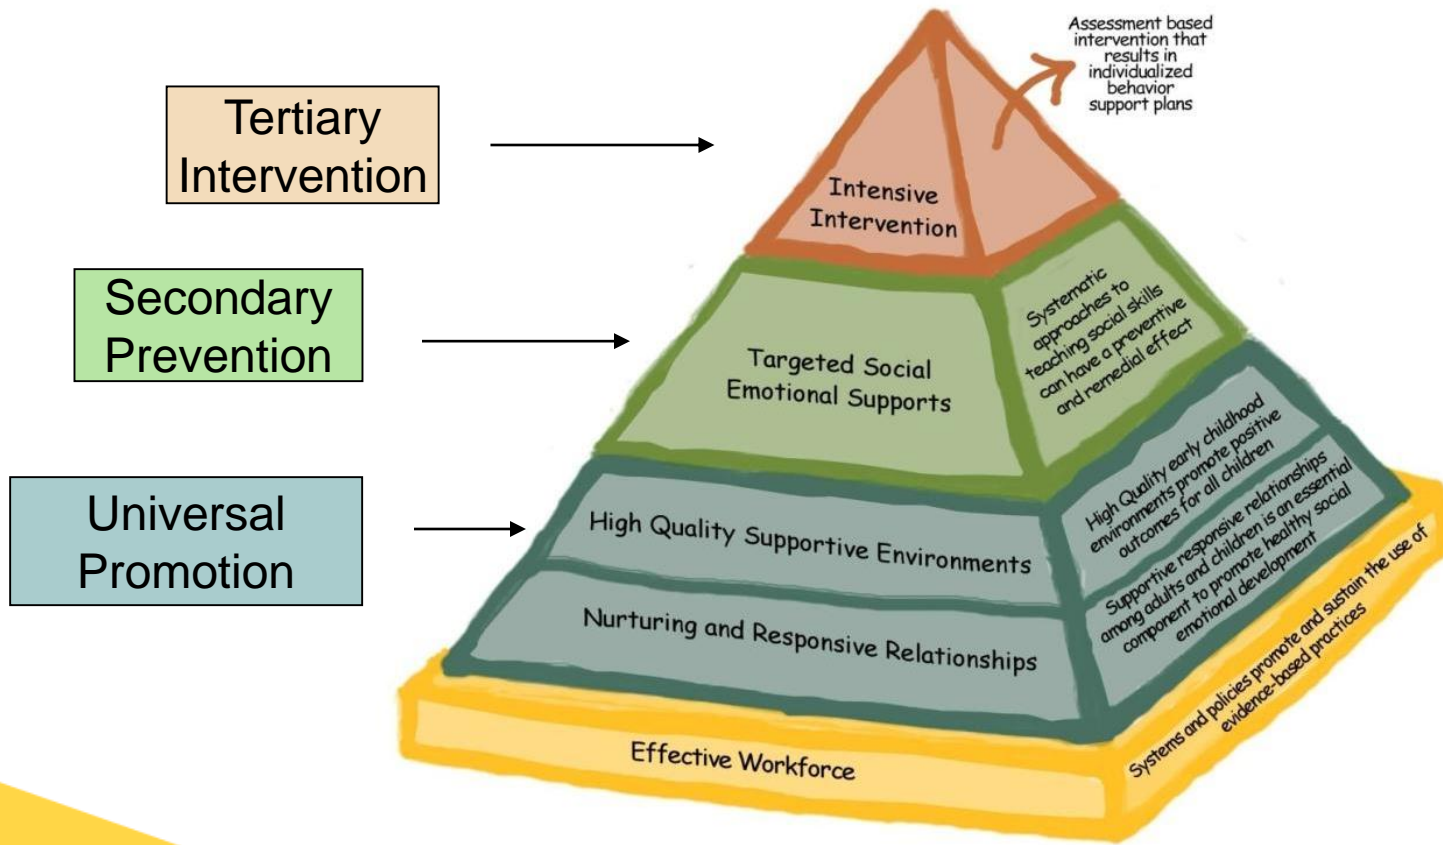 Assessment based
intervention that
results in
individualized
behavior
support plans
Tertiary
Intervention
Intensive
Intervention
Secondary
Prevention
Systematic
approaches to
teaching social skills
can have a preventive
and remedial effect
Targeted Social
Emotional Supports
Universal
Promotion
High Quality early childhood
environments promote positive
outcomes for all children
High Quality Supportive Environments
Supportive responsive relationships
among adults and children is an essential
component to promote healthy social
emotional development
Nurturing and Responsive Relationships
Systems and policies promote and sustain the use of
evidence-based practices
Effective Workforce